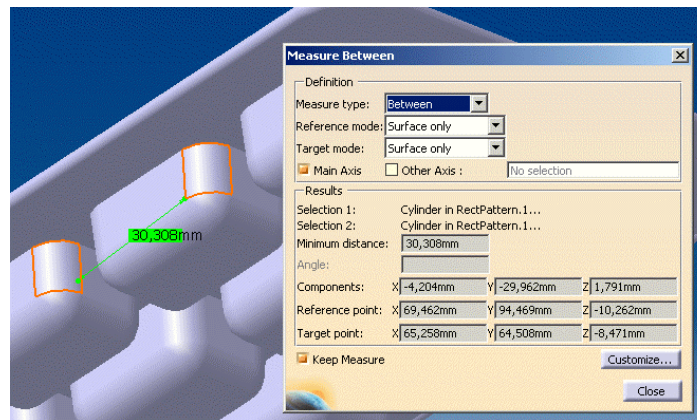 Measure Between
Definition
Measure type: Between
Reference mode: Surface only
Target mode: Surface only
Main Axis Other Axis : No selection
Results
Selection 1: Cylinder in RectPattern.1...
Selection 2: Cylinder in RectPattern.1...
Minimum distance: 30,308mm
Angle:
Components: X -4,204mm Y -29,962mm Z 1,791mm
Reference point: X 69,462mm Y 94,469mm Z -10,262mm
Target point: X 65,258mm Y 64,508mm Z -8,471mm
Keep Measure Customize...
Close
30,308mm